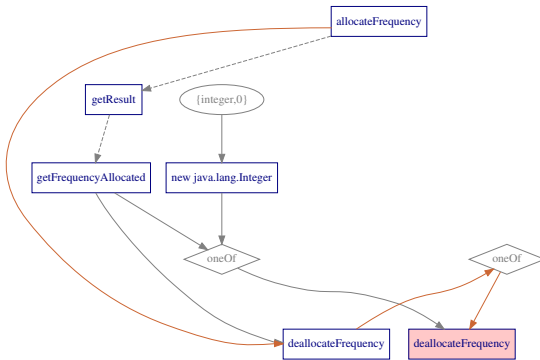 allocateFrequency
getResult
{integer,0}
getFrequencyAllocated
new java.lang.Integer
oneOf
oneOf
deallocateFrequency
deallocateFrequency